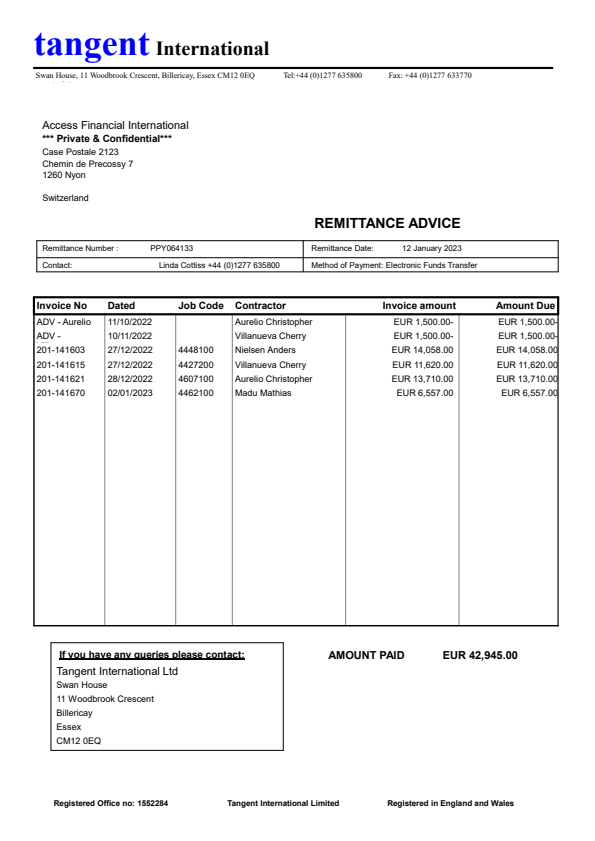 tangent International
Swan House, 11 Woodbrook Crescent, Billericay, Essex CM12 0EQ Tel:+44 (0)1277 635800 Fax: +44 (0)1277 633770
Access Financial International
*** Private & Confidential***
Case Postale 2123
Chemin de Precossy 7
1260 Nyon
Switzerland
REMITTANCE ADVICE
Remittance Number : PPY064133 Remittance Date: 12 January 2023
Contact: Linda Cottiss +44 (0)1277 635800 Method of Payment: Electronic Funds Transfer
Invoice No Dated Job Code Contractor Invoice amount Amount Due
ADV - Aurelio 11/10/2022 Aurelio Christopher EUR 1,500.00- EUR 1,500.00-
ADV - 10/11/2022 Villanueva Cherry EUR 1,500.00- EUR 1,500.00-
201-141603 27/12/2022 4448100 Nielsen Anders EUR 14,058.00 EUR 14,058.00
201-141615 27/12/2022 4427200 Villanueva Cherry EUR 11,620.00 EUR 11,620.00
201-141621 28/12/2022 4607100 Aurelio Christopher EUR 13,710.00 EUR 13,710.00
201-141670 02/01/2023 4462100 Madu Mathias EUR 6,557.00 EUR 6,557.00
If you have any queries please contact: AMOUNT PAID EUR 42,945.00
Tangent International Ltd
Swan House
11 Woodbrook Crescent
Billericay
Essex
CM12 0EQ
Registered Office no: 1552284 Tangent International Limited Registered in England and Wales